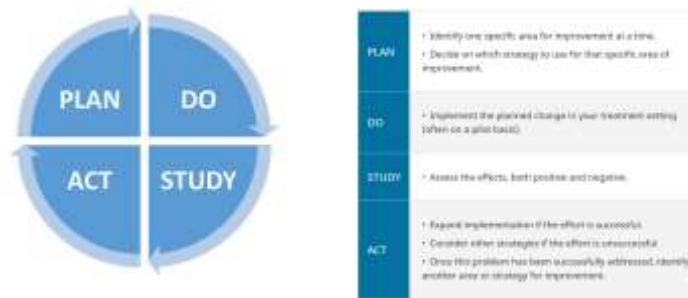 PLAN
DO
ACT
STUDY
PLAN
• Identify one specific area for improvement at a time.
• Decide on which strategy to use for that specific area of
improvement.
DO
• Implement the planned change in your treatment setting
(often on a pilot basis).
STUDY
• Assess the effects, both positive and negative.
ACT
• Expand implementation if the effort is successful.
• Consider other strategies if the effort is unsuccessful.
• Once this problem has been successfully addressed, identify
another area or strategy for improvement.